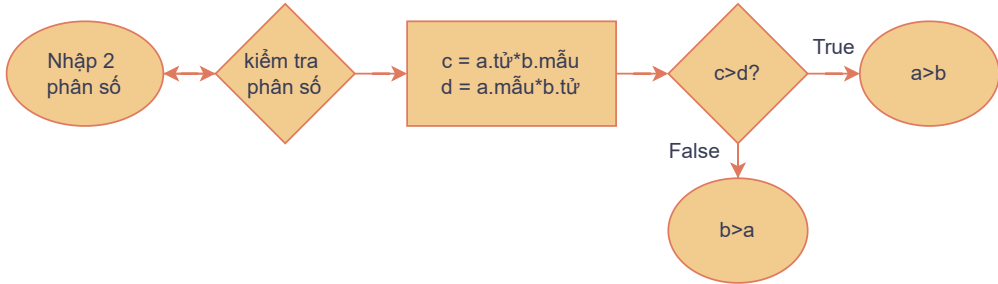 Nhập 2
phân số
kiểm tra
phân số
c = a.tử*b.mẫu
d = a.mẫu*b.tử
c>d?
True
a>b
False
b>a